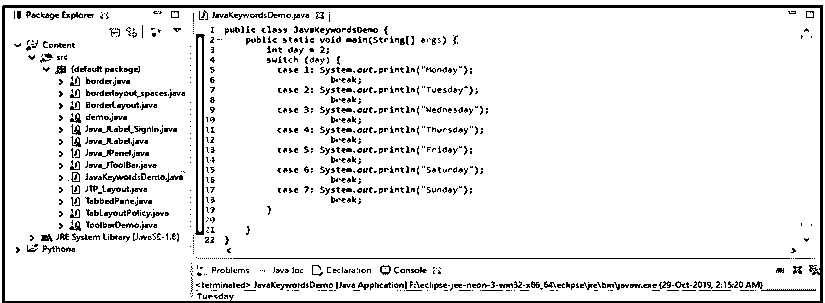 Package Explorer
Content
src
(default package)
border.java
borderlayout_spaces.java
BorderLayout.java
demo.java
Java_JLabel_SignIn.java
Java_JLabel.java
Java_JPanel.java
Java_JToolBar.java
JavaKeywordsDemo.java
JTP_Layout.java
TabbedPane.java
TabLayoutPolicy.java
ToolbarDemo.java
JRE System Library [JavaSE-1.8]
Pythona
JavaKeywordsDemo.java
1 public class JavaKeywordsDemo {
2 public static void main(String[] args) {
3 int day = 2;
4 switch (day) {
5 case 1: System.out.println("Monday");
6 break;
7 case 2: System.out.println("Tuesday");
8 break;
9 case 3: System.out.println("Wednesday");
10 break;
11 case 4: System.out.println("Thursday");
12 break;
13 case 5: System.out.println("Friday");
14 break;
15 case 6: System.out.println("Saturday");
16 break;
17 case 7: System.out.println("Sunday");
18 break;
19 }
20
21 }
22 }
Problems Javadoc Declaration Console
<terminated> JavaKeywordsDemo [Java Application] F:\eclipse-jee-neon-3-win32-x86_64\eclipse\jre\bin\javaw.exe (29-Oct-2019, 2:15:20 AM)
Tuesday